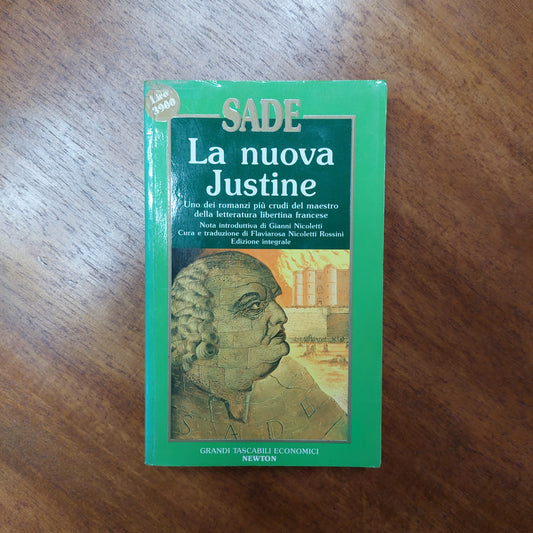 Lire
3900
SADE
La nuova
Justine
Uno dei romanzi più crudi del maestro
della letteratura libertina francese
Nota introduttiva di Gianni Nicoletti
Cura e traduzione di Flaviarosa Nicoletti Rossini
Edizione integrale
SADE
GRANDI TASCABILI ECONOMICI
NEWTON